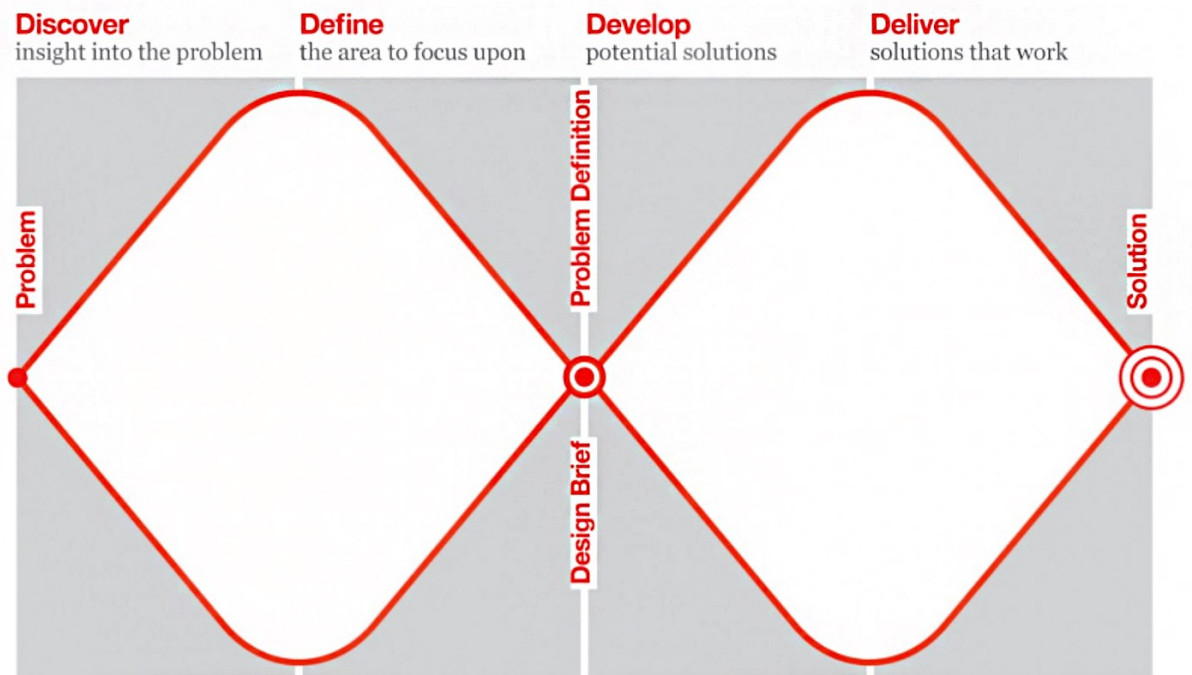 Discover
insight into the problem
Define
the area to focus upon
Develop
potential solutions
Deliver
solutions that work
Problem
Problem Definition
Design Brief
Solution